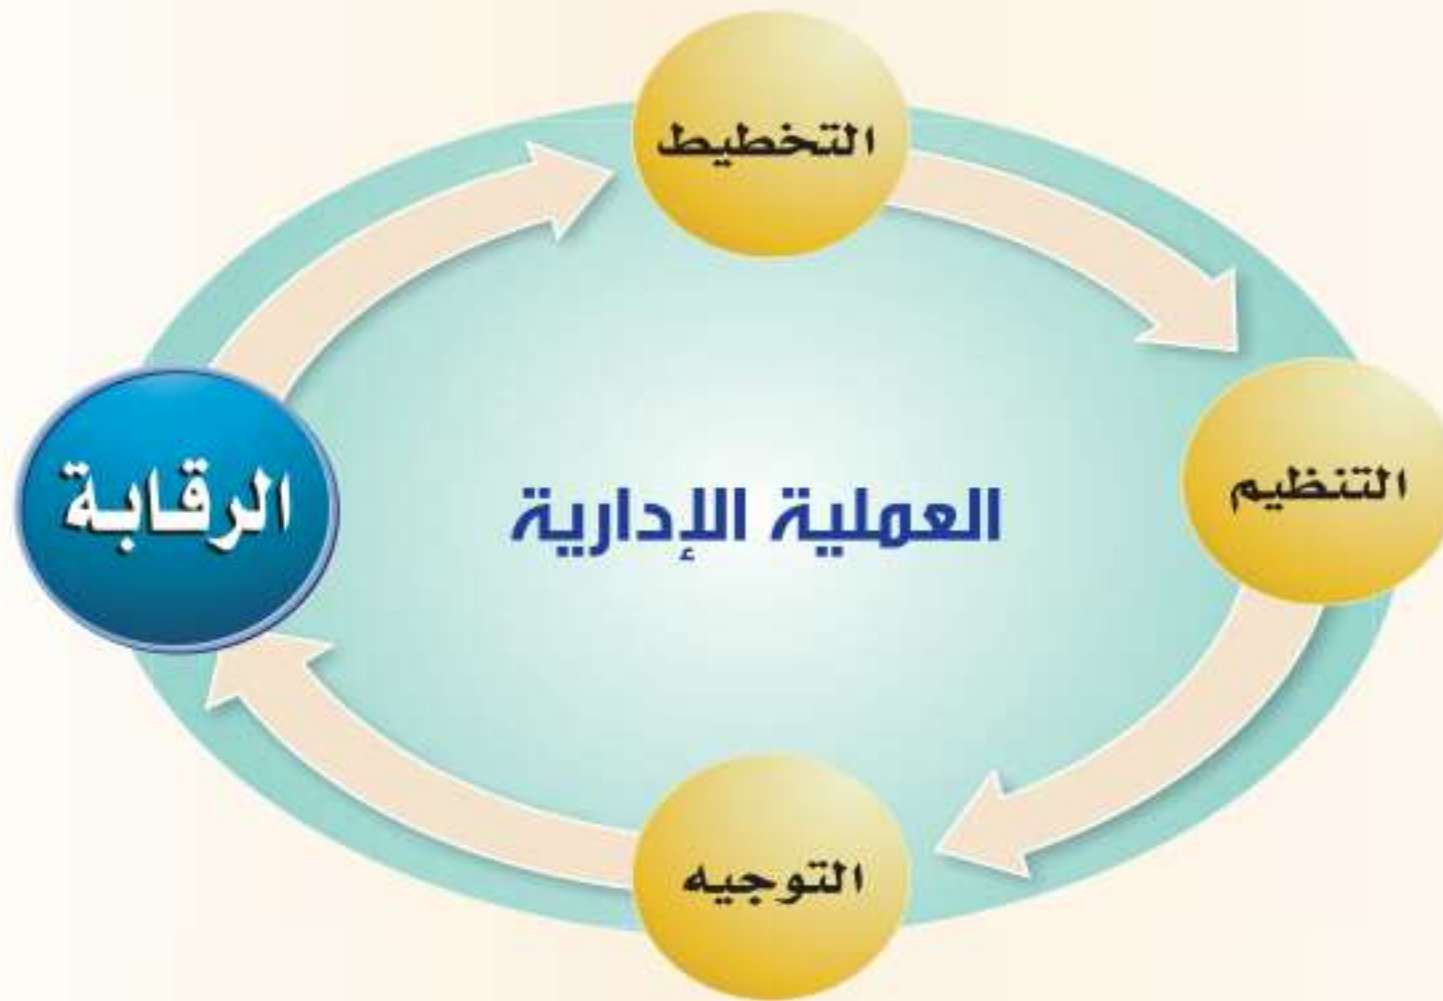 التخطيط
التنظيم
العملية الإدارية
الرقابة
التوجيه